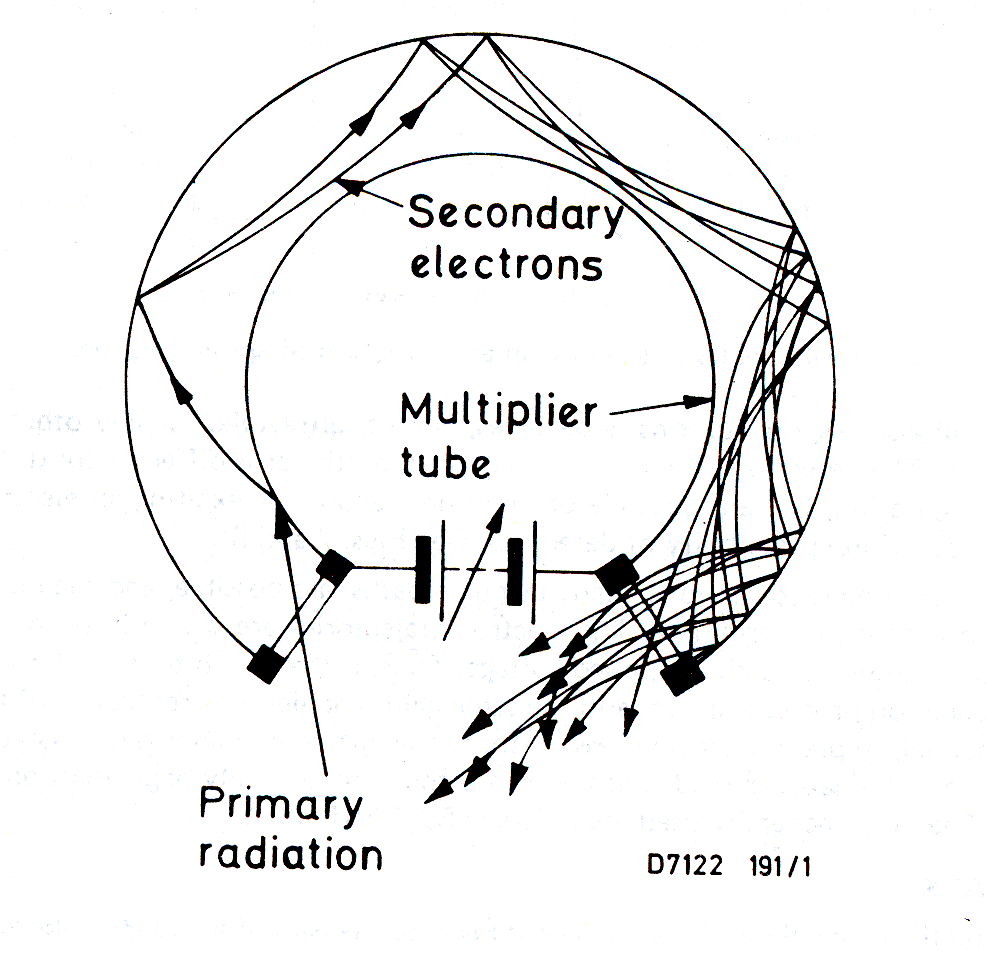 Secondary
electrons
Multiplier
tube
Primary
radiation
D7122 191/1